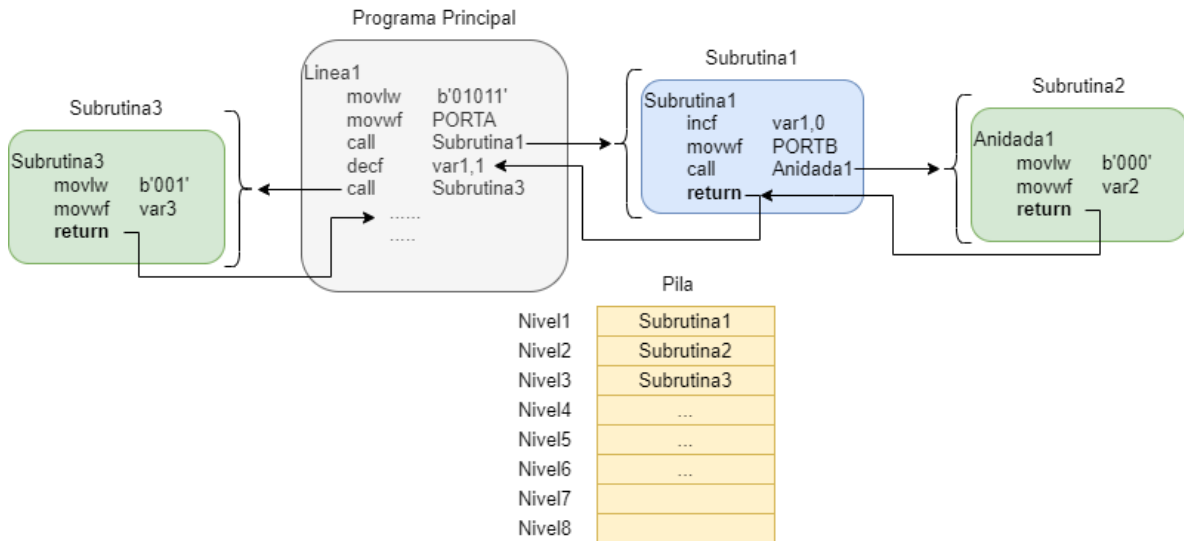 Programa Principal
Linea1
movlw b'01011'
movwf PORTA
call Subrutina1
decf var1,1
call Subrutina3
......
.....
Subrutina3
Subrutina3
movlw b'001'
movwf var3
return
Subrutina1
Subrutina1
incf var1,0
movwf PORTB
call Anidada1
return
Subrutina2
Anidada1
movlw b'000'
movwf var2
return
Pila
Nivel1 Subrutina1
Nivel2 Subrutina2
Nivel3 Subrutina3
Nivel4 ...
Nivel5 ...
Nivel6 ...
Nivel7
Nivel8